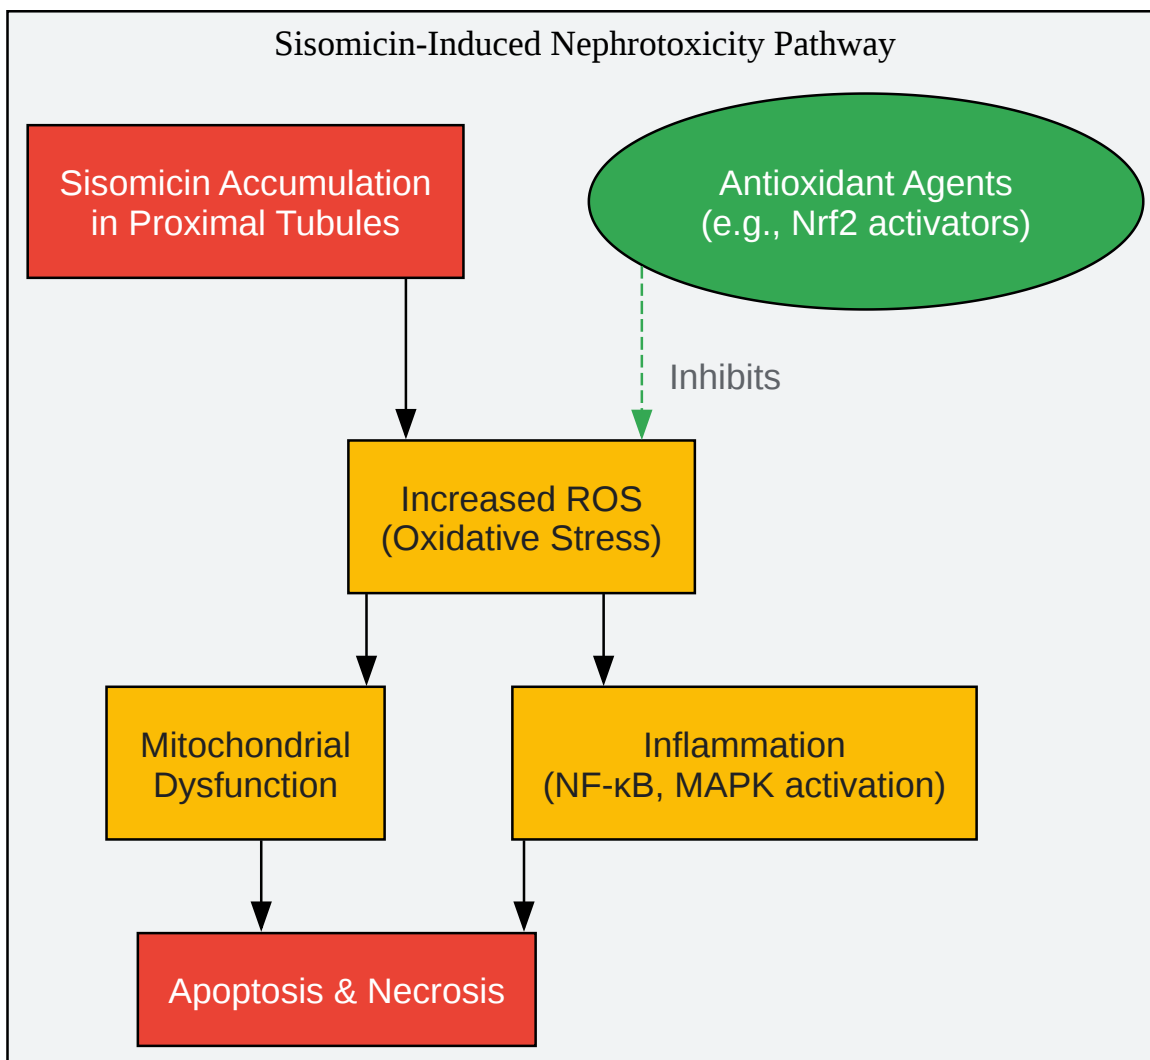 Sisomicin-Induced Nephrotoxicity Pathway
Sisomicin Accumulation
in Proximal Tubules
Antioxidant Agents
(e.g., Nrf2 activators)
Inhibits
Increased ROS
(Oxidative Stress)
Mitochondrial
Dysfunction
Inflammation
(NF-κB, MAPK activation)
Apoptosis & Necrosis